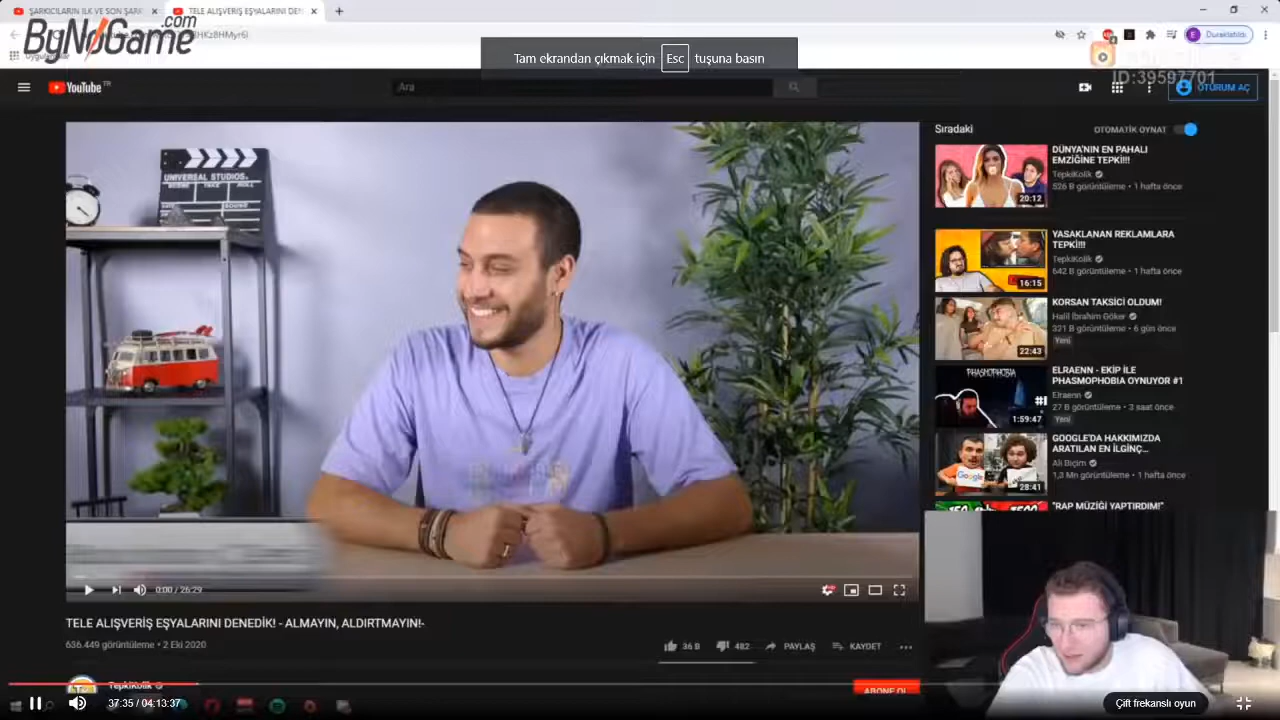 ŞARKICILARIN İLK VE SON ŞARK
TELE ALIŞVERİŞ EŞYALARINI DEN
ByNoGame.com
Duraklatıldı
Tam ekrandan çıkmak için Esc tuşuna basın
ID:39597701
YouTube TR
Ara
OTURUM AÇ
UNIVERSAL STUDIOS
SCENE TAKE ROLL
Sıradaki
OTOMATİK OYNAT
DÜNYA'NIN EN PAHALI
EMZİĞİNE TEPKİ!!!
TepkiKolik
526 B görüntüleme • 1 hafta önce
20:12
YASAKLANAN REKLAMLARA
TEPKİ!!!
TepkiKolik
642 B görüntüleme • 1 hafta önce
16:15
KORSAN TAKSİCİ OLDUM!
Halil İbrahim Göker
321 B görüntüleme • 6 gün önce
Yeni
22:43
PHASMOPHOBIA
#1
ELRAENN - EKİP İLE
PHASMOPHOBIA OYNUYOR #1
Elraenn
27 B görüntüleme • 3 saat önce
Yeni
1:59:47
GOOGLE'DA HAKKIMIZDA
ARATILAN EN İLGİNÇ...
Ali Biçim
1,3 Mn görüntüleme • 1 hafta önce
Google
28:41
"RAP MÜZİĞİ YAPTIRDIM!"
0:00 / 26:29
TELE ALIŞVERİŞ EŞYALARINI DENEDİK! - ALMAYIN, ALDIRTMAYIN!-
636.449 görüntüleme • 2 Eki 2020
36 B
482
PAYLAŞ
KAYDET
TepkiKolik
ABONE OL
37:35 / 04:13:37
Çift frekanslı oyun